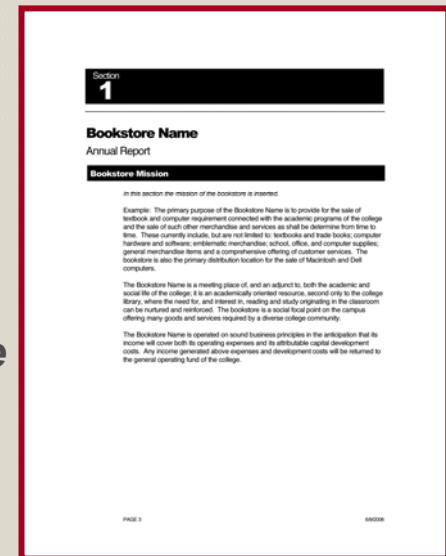 Section
1
Bookstore Name
Annual Report
Bookstore Mission
In this section the mission of the bookstore is inserted.
Example: The primary purpose of the Bookstore Name is to provide for the sale of
textbook and computer requirement connected with the academic programs of the college
and the sale of such other merchandise and services as shall be determine from time to
time. These currently include, but are not limited to: textbooks and trade books; computer
hardware and software; emblematic merchandise; school, office, and computer supplies;
general merchandise items and a comprehensive offering of customer services. The
bookstore is also the primary distribution location for the sale of Macintosh and Dell
computers.
The Bookstore Name is a meeting place of, and an adjunct to, both the academic and
social life of the college; it is an academically oriented resource, second only to the college
library, where the need for, and interest in, reading and study originating in the classroom
can be nurtured and reinforced. The bookstore is a social focal point on the campus
offering many goods and services required by a diverse college community.
The Bookstore Name is operated on sound business principles in the anticipation that its
income will cover both its operating expenses and its attributable capital development
costs. Any income generated above expenses and development costs will be returned to
the general operating fund of the college.
e
PAGE 3